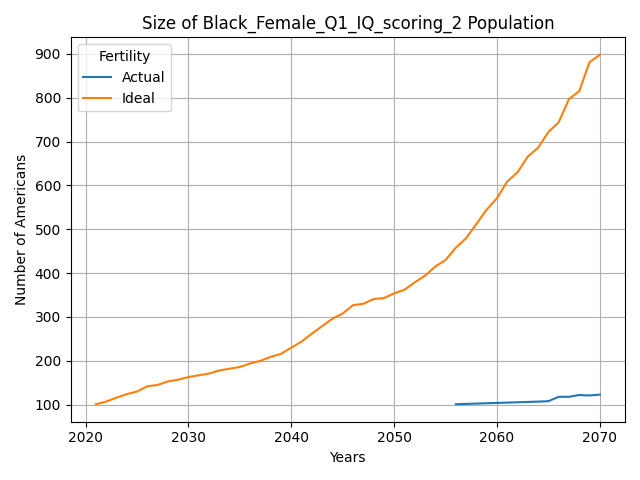 Size of Black_Female_Q1_IQ_scoring_2 Population
Fertility
Actual
Ideal
Number of Americans
900
800
700
600
500
400
300
200
100
2020
2030
2040
2050
2060
2070
Years